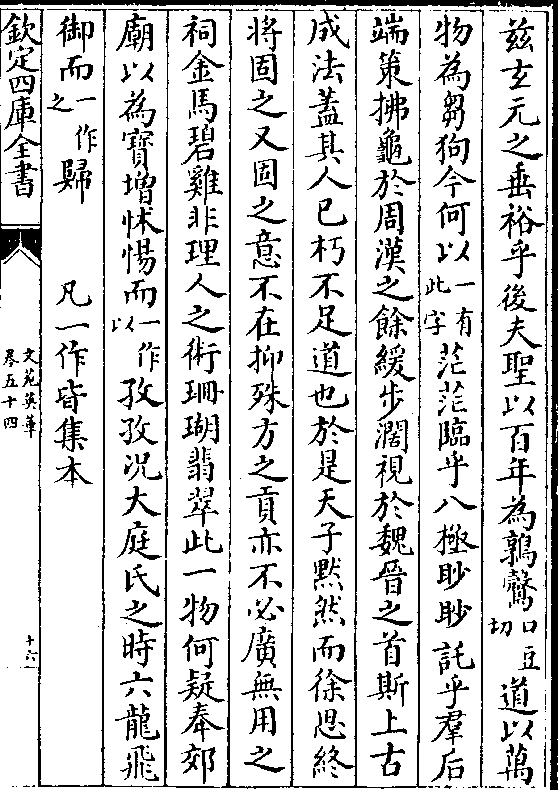 兹玄元之垂裕乎後夫聖以百年為鶉鷇口豆切道以萬
物為芻狗今何以一有此字茫茫臨乎八極眇眇託乎羣后
端策拂龜於周漢之餘緩步濶視於魏晉之首斯上古
成法蓋其人已朽不足道也於是天子黙然而徐思終
將固之又固之意不在抑殊方之貢亦不必廣無用之
祠金馬碧雞非理人之術珊瑚翡翠此一物何疑奉郊
廟以為寶增怵惕而一作以孜孜况大庭氏之時六龍飛
御而一作之歸 凡一作皆集本
欽定四庫全書
文苑英華
卷五十四
十六